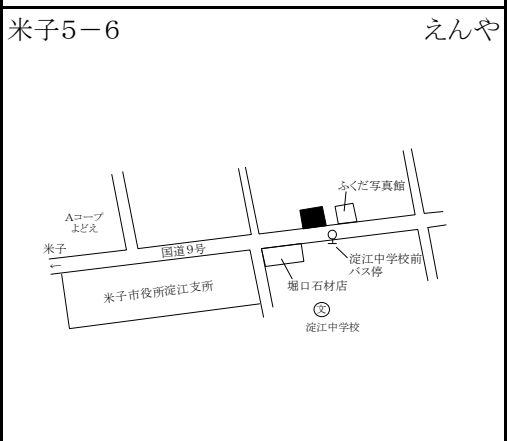 米子5-6
えんや
ふくだ写真館
Aコープ
よどえ
米子
←
国道9号
淀江中学校前
バス停
米子市役所淀江支所
堀口石材店
文
淀江中学校